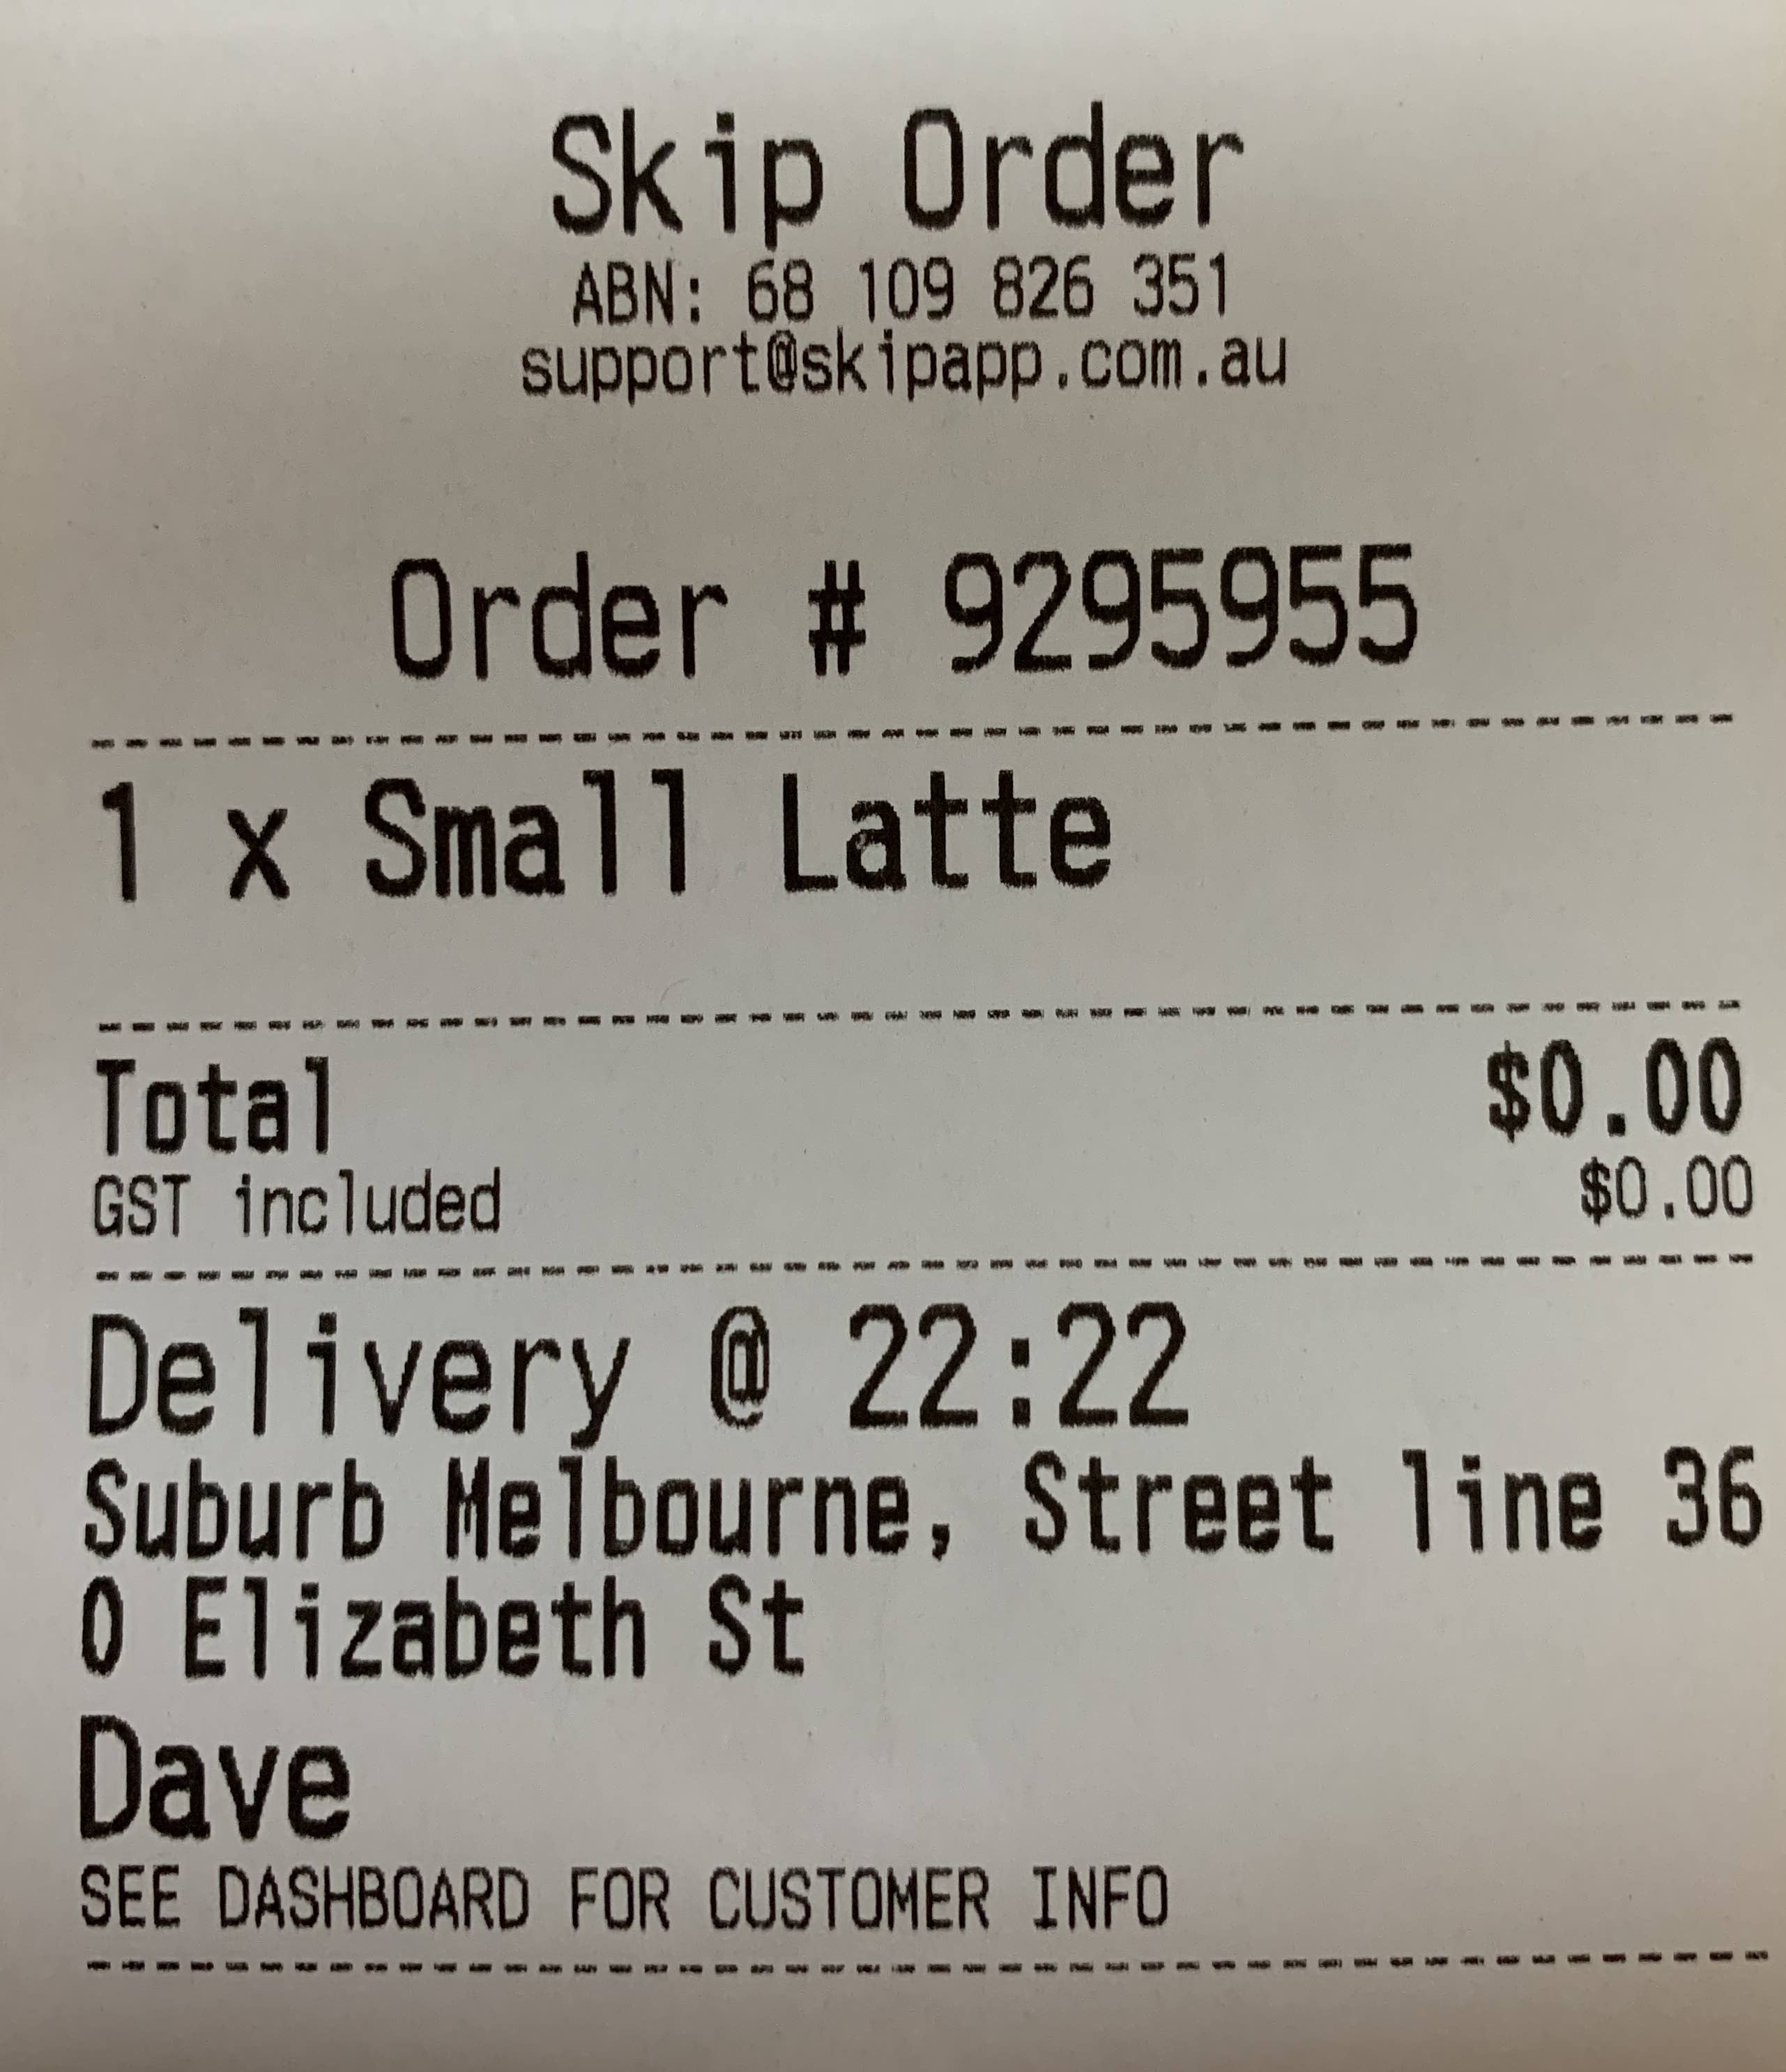 Skip Order
ABN: 68 109 826 351
support@skipapp.com.au
Order # 9295955
1 x Small Latte
Total $0.00
GST included $0.00
Delivery @ 22:22
Suburb Melbourne, Street line 36
0 Elizabeth St
Dave
SEE DASHBOARD FOR CUSTOMER INFO